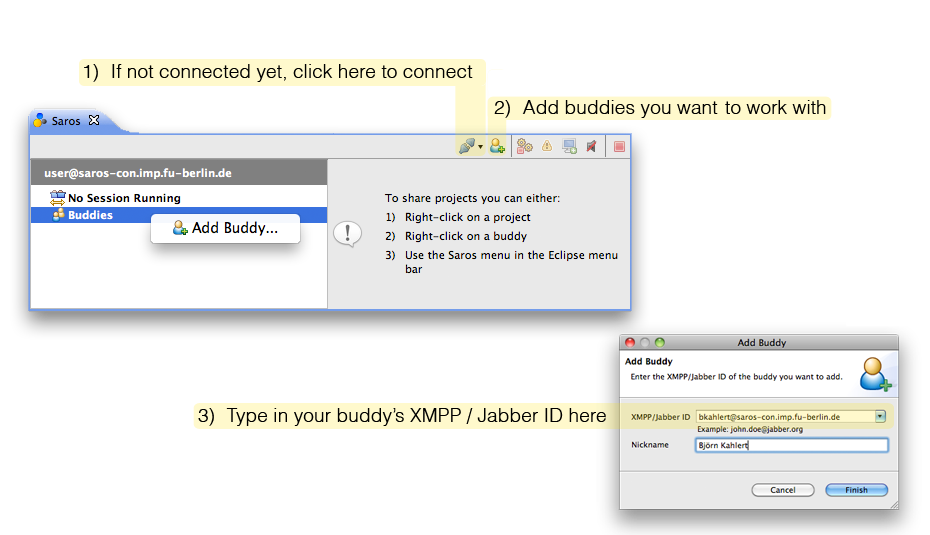 1) If not connected yet, click here to connect
2) Add buddies you want to work with
Saros
user@saros-con.imp.fu-berlin.de
No Session Running
Buddies
Add Buddy...
To share projects you can either:
1) Right-click on a project
2) Right-click on a buddy
3) Use the Saros menu in the Eclipse menu
bar
Add Buddy
Add Buddy
Enter the XMPP/Jabber ID of the buddy you want to add.
3) Type in your buddy's XMPP / Jabber ID here
XMPP/Jabber ID bkahlert@saros-con.imp.fu-berlin.de
Example: john.doe@jabber.org
Nickname Björn Kahlert
Cancel Finish